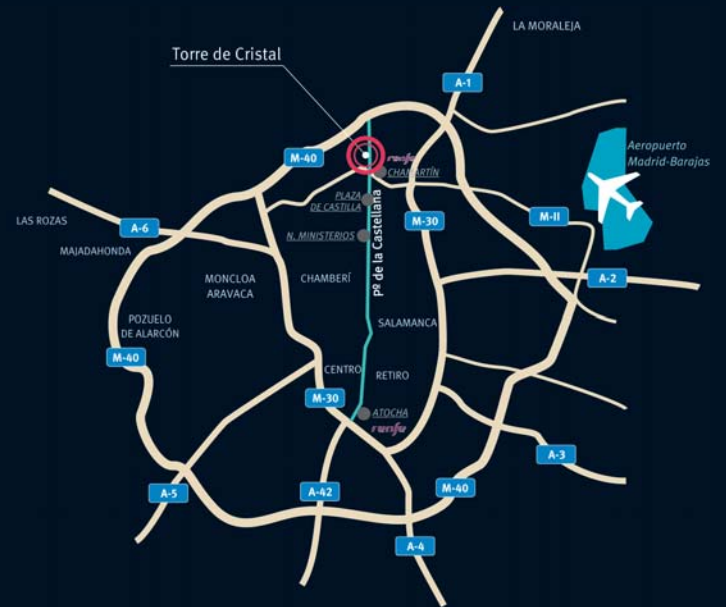 LA MORALEJA
Torre de Cristal
A-1
M-40
renfe
CHAMARTÍN
Aeropuerto
Madrid-Barajas
PLAZA
DE CASTILLA
M-30
M-11
LAS ROZAS
A-6
N. MINISTERIOS
Pº de la Castellana
MAJADAHONDA
MONCLOA
ARAVACA
CHAMBERÍ
A-2
POZUELO
DE ALARCÓN
SALAMANCA
M-40
CENTRO
RETIRO
M-30
ATOCHA
renfe
A-3
A-5
A-42
M-40
A-4